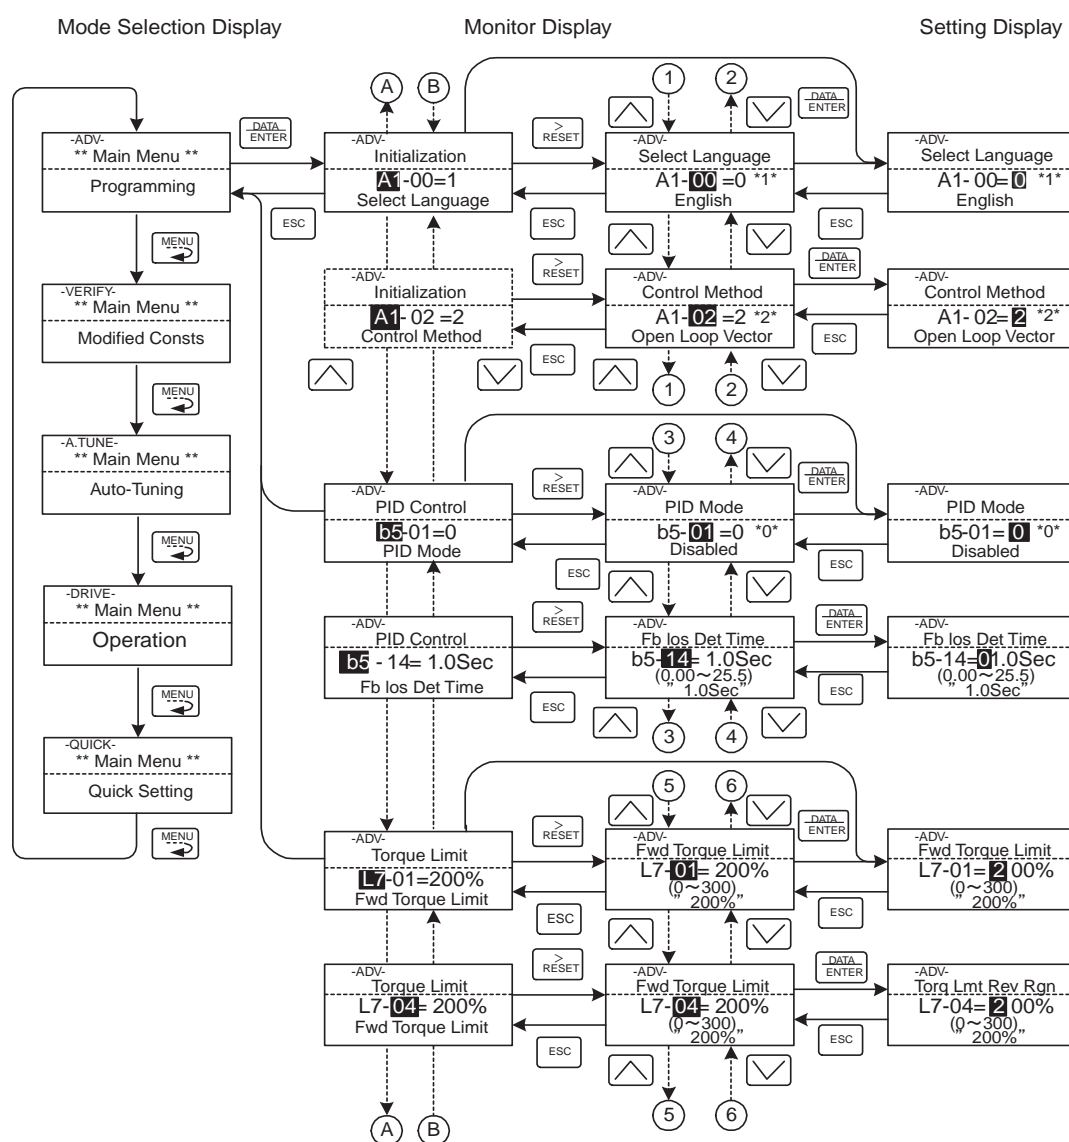 Mode Selection Display
Monitor Display
Setting Display
A
B
1
2
DATA
ENTER
-ADV-
** Main Menu **
Programming
DATA
ENTER
-ADV-
Initialization
A1-00=1
Select Language
>
RESET
-ADV-
Select Language
A1-00 =0 *1*
English
-ADV-
Select Language
A1- 00= 0 *1*
English
ESC
ESC
ESC
MENU
-VERIFY-
** Main Menu **
Modified Consts
-ADV-
Initialization
A1- 02 =2
Control Method
>
RESET
-ADV-
Control Method
A1-02 =2 *2*
Open Loop Vector
DATA
ENTER
-ADV-
Control Method
A1- 02= 2 *2*
Open Loop Vector
ESC
ESC
1
2
MENU
-A.TUNE-
** Main Menu **
Auto-Tuning
3
4
-ADV-
PID Control
b5-01=0
PID Mode
>
RESET
-ADV-
PID Mode
b5- 01 =0 *0*
Disabled
DATA
ENTER
-ADV-
PID Mode
b5-01= 0 *0*
Disabled
ESC
ESC
MENU
-DRIVE-
** Main Menu **
Operation
-ADV-
PID Control
b5 - 14= 1.0Sec
Fb los Det Time
>
RESET
-ADV-
Fb los Det Time
b5-14= 1.0Sec
(0.00~25.5)
" 1.0Sec"
DATA
ENTER
-ADV-
Fb los Det Time
b5-14=01.0Sec
(0.00~25.5)
" 1.0Sec"
ESC
ESC
3
4
MENU
-QUICK-
** Main Menu **
Quick Setting
MENU
5
6
-ADV-
Torque Limit
L7-01=200%
Fwd Torque Limit
>
RESET
-ADV-
Fwd Torque Limit
L7-01= 200%
(0~300)
" 200%"
DATA
ENTER
-ADV-
Fwd Torque Limit
L7-01= 200%
(0~300)
" 200%"
ESC
ESC
-ADV-
Torque Limit
L7-04= 200%
Fwd Torque Limit
>
RESET
-ADV-
Fwd Torque Limit
L7-04= 200%
(0~300)
" 200%"
DATA
ENTER
-ADV-
Torq Lmt Rev Rgn
L7-04= 200%
(0~300)
" 200%"
ESC
ESC
A
B
5
6